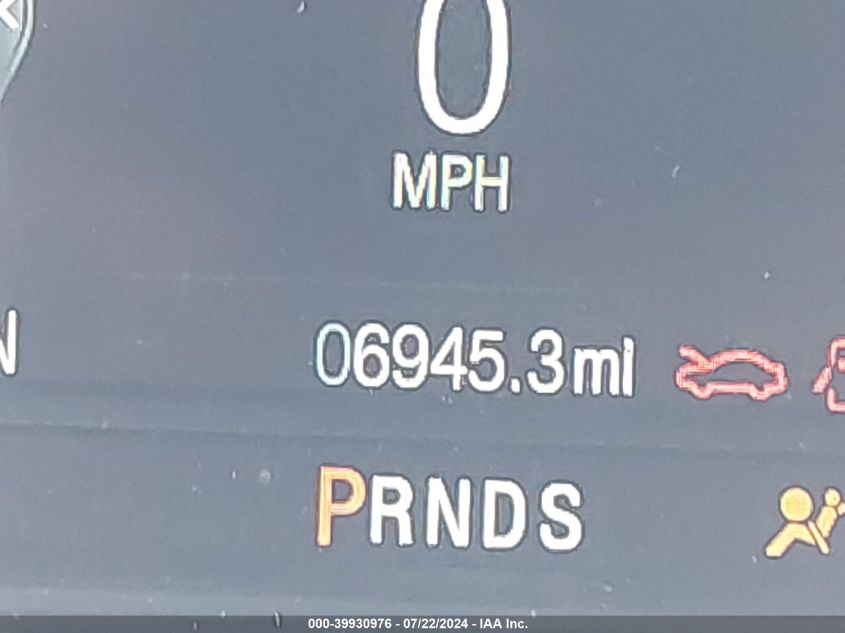 0
MPH
N
06945.3mi
PRNDS
000-39930976 - 07/22/2024 - IAA Inc.